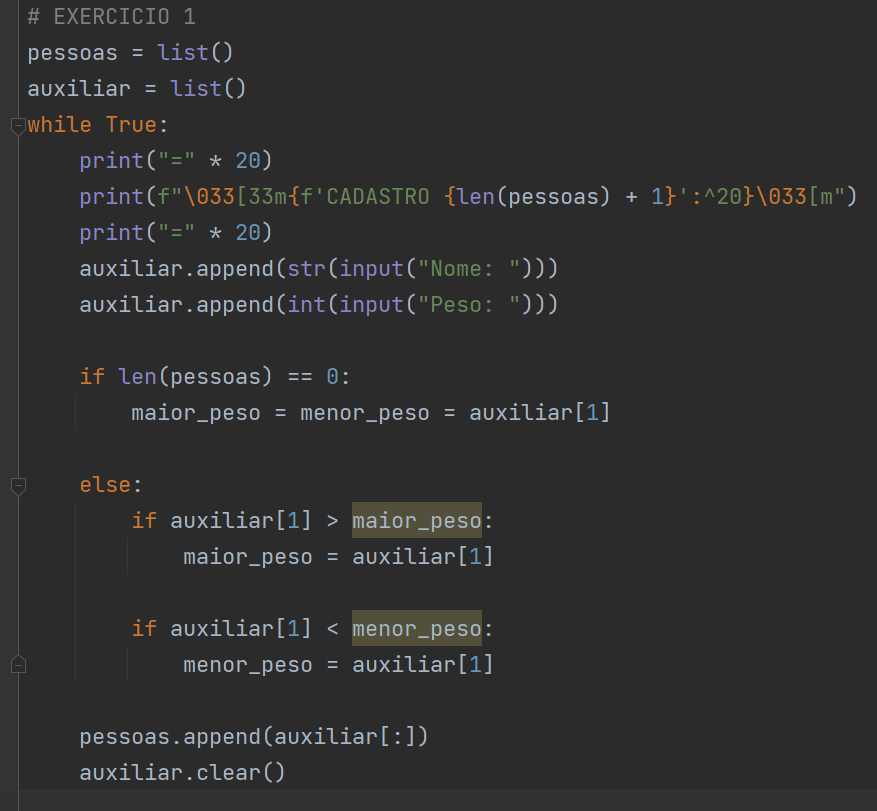 # EXERCICIO 1
pessoas = list()
auxiliar = list()
while True:
    print("=" * 20)
    print(f"\033[33m{f'CADASTRO {len(pessoas) + 1}':^20}\033[m")
    print("=" * 20)
    auxiliar.append(str(input("Nome: ")))
    auxiliar.append(int(input("Peso: ")))
    if len(pessoas) == 0:
        maior_peso = menor_peso = auxiliar[1]
    else:
        if auxiliar[1] > maior_peso:
            maior_peso = auxiliar[1]
        if auxiliar[1] < menor_peso:
            menor_peso = auxiliar[1]
    pessoas.append(auxiliar[:])
    auxiliar.clear()